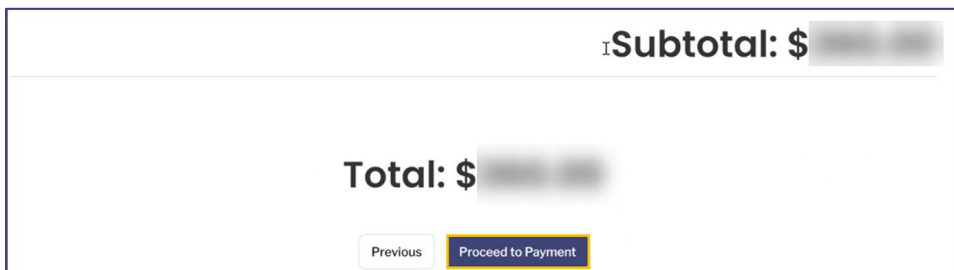 Subtotal: $
Total: $
Previous
Proceed to Payment